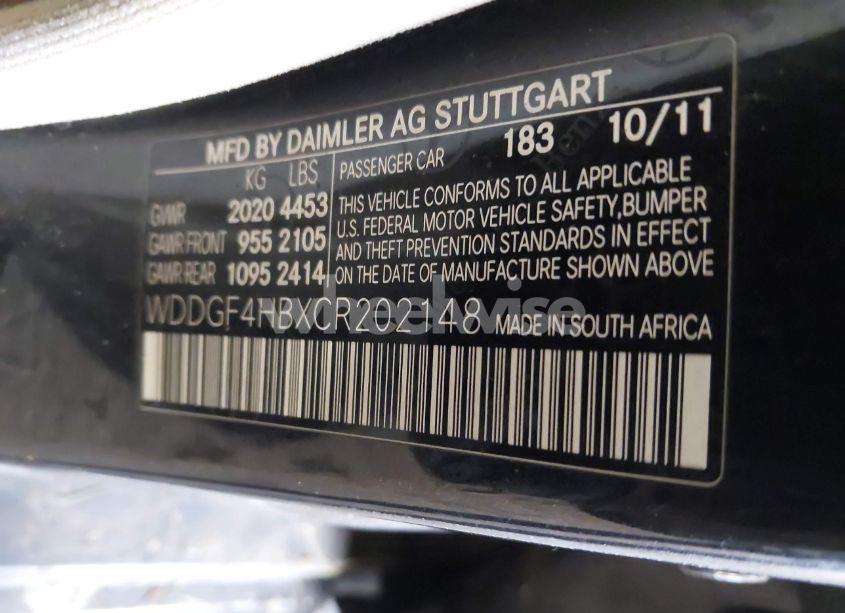 MFD BY DAIMLER AG STUTTGART
183 10/11
KG LBS
GVWR 2020 4453
GAWR FRONT 955 2105
GAWR REAR 1095 2414
PASSENGER CAR
THIS VEHICLE CONFORMS TO ALL APPLICABLE
U.S. FEDERAL MOTOR VEHICLE SAFETY,BUMPER
AND THEFT PREVENTION STANDARDS IN EFFECT
ON THE DATE OF MANUFACTURE SHOWN ABOVE
WDDGF4HBXCR202148 MADE IN SOUTH AFRICA
wheelwise